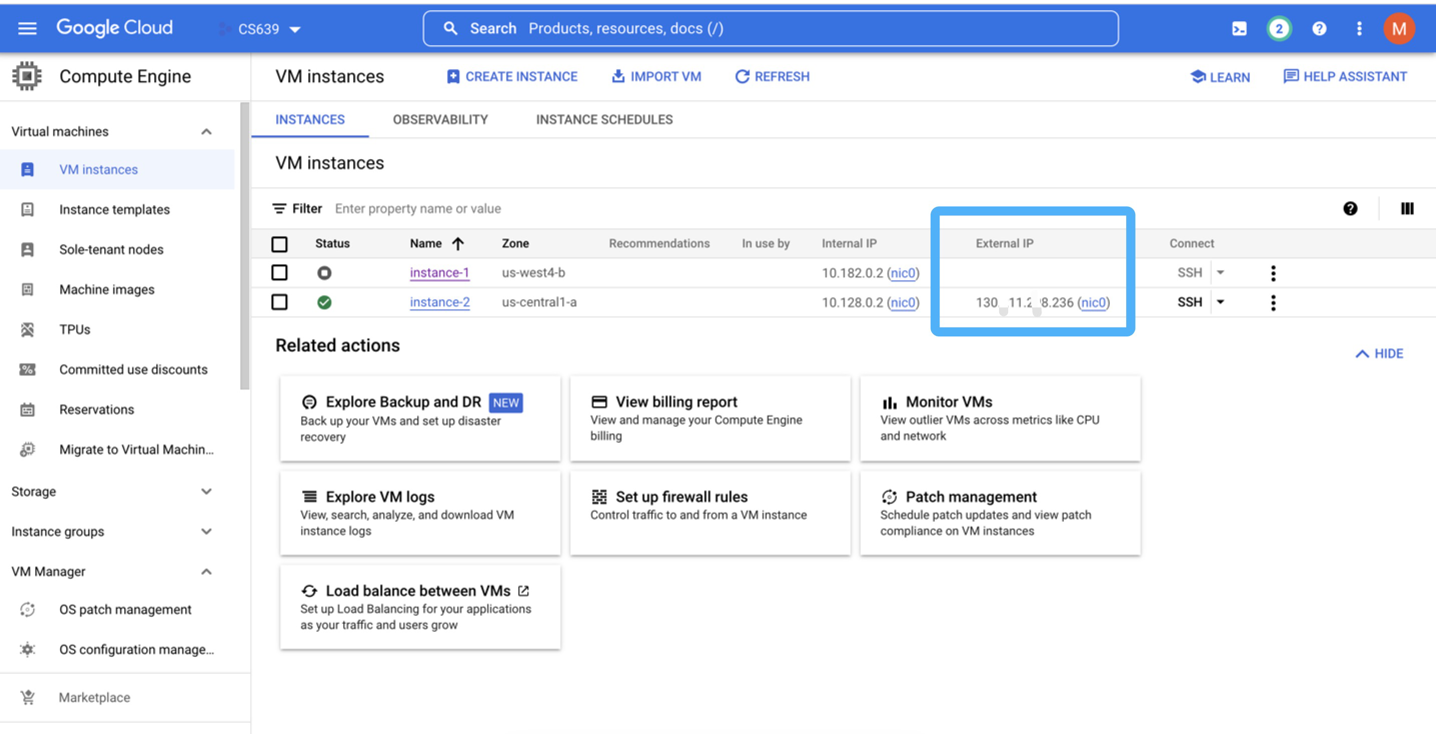 Google Cloud
CS639
Search Products, resources, docs (/)
2
M
Compute Engine
VM instances
CREATE INSTANCE
IMPORT VM
REFRESH
LEARN
HELP ASSISTANT
Virtual machines
VM instances
Instance templates
Sole-tenant nodes
Machine images
TPUs
Committed use discounts
Reservations
Migrate to Virtual Machin...
Storage
Instance groups
VM Manager
OS patch management
OS configuration manage...
Marketplace
INSTANCES OBSERVABILITY INSTANCE SCHEDULES
VM instances
Filter Enter property name or value
Status Name Zone Recommendations In use by Internal IP External IP Connect
instance-1 us-west4-b 10.182.0.2 (nic0) SSH
instance-2 us-central1-a 10.128.0.2 (nic0) (nic0) SSH
Related actions
HIDE
Explore Backup and DR NEW
Back up your VMs and set up disaster
recovery
View billing report
View and manage your Compute Engine
billing
Monitor VMs
View outlier VMs across metrics like CPU
and network
Explore VM logs
View, search, analyze, and download VM
instance logs
Set up firewall rules
Control traffic to and from a VM instance
Patch management
Schedule patch updates and view patch
compliance on VM instances
Load balance between VMs
Set up Load Balancing for your applications
as your traffic and users grow